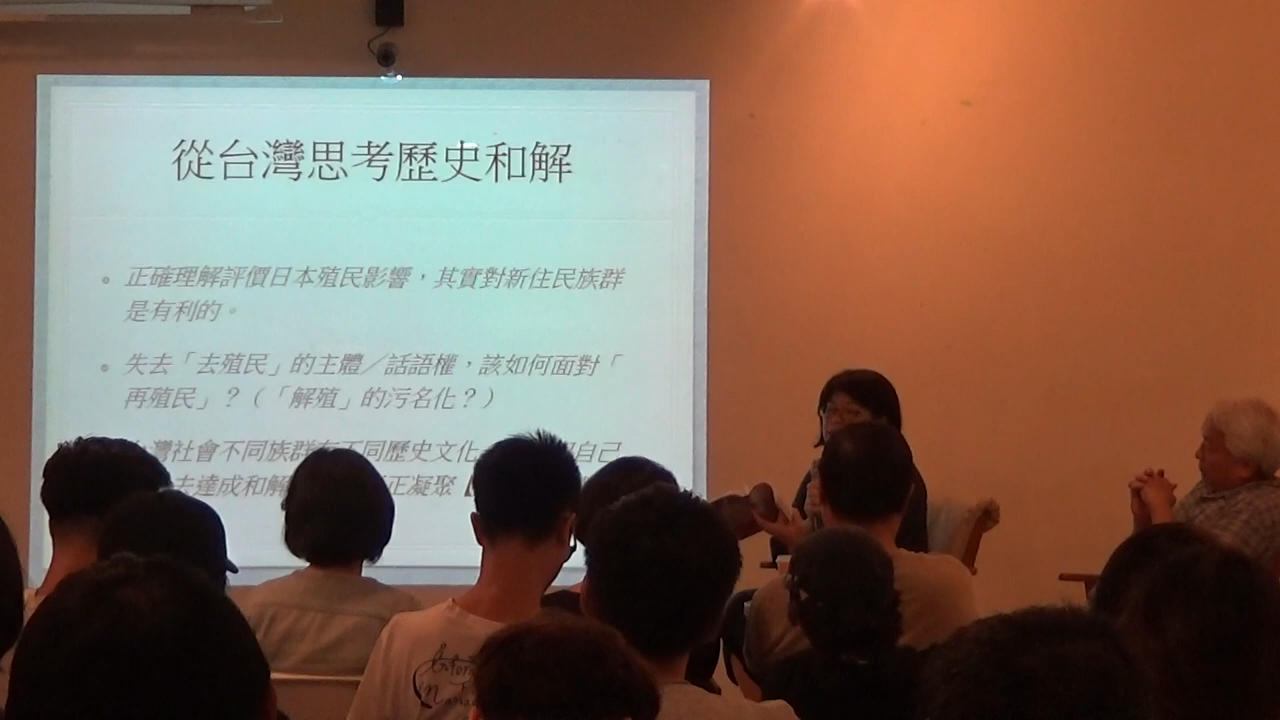 從台灣思考歷史和解
正確理解評價日本殖民影響，其實對新住民族群
是有利的。
失去「去殖民」的主體／話語權，該如何面對「
再殖民」？（「解殖」的污名化？）
灣社會不同族群有不同歷史文化 自己
去達成和解 正凝聚